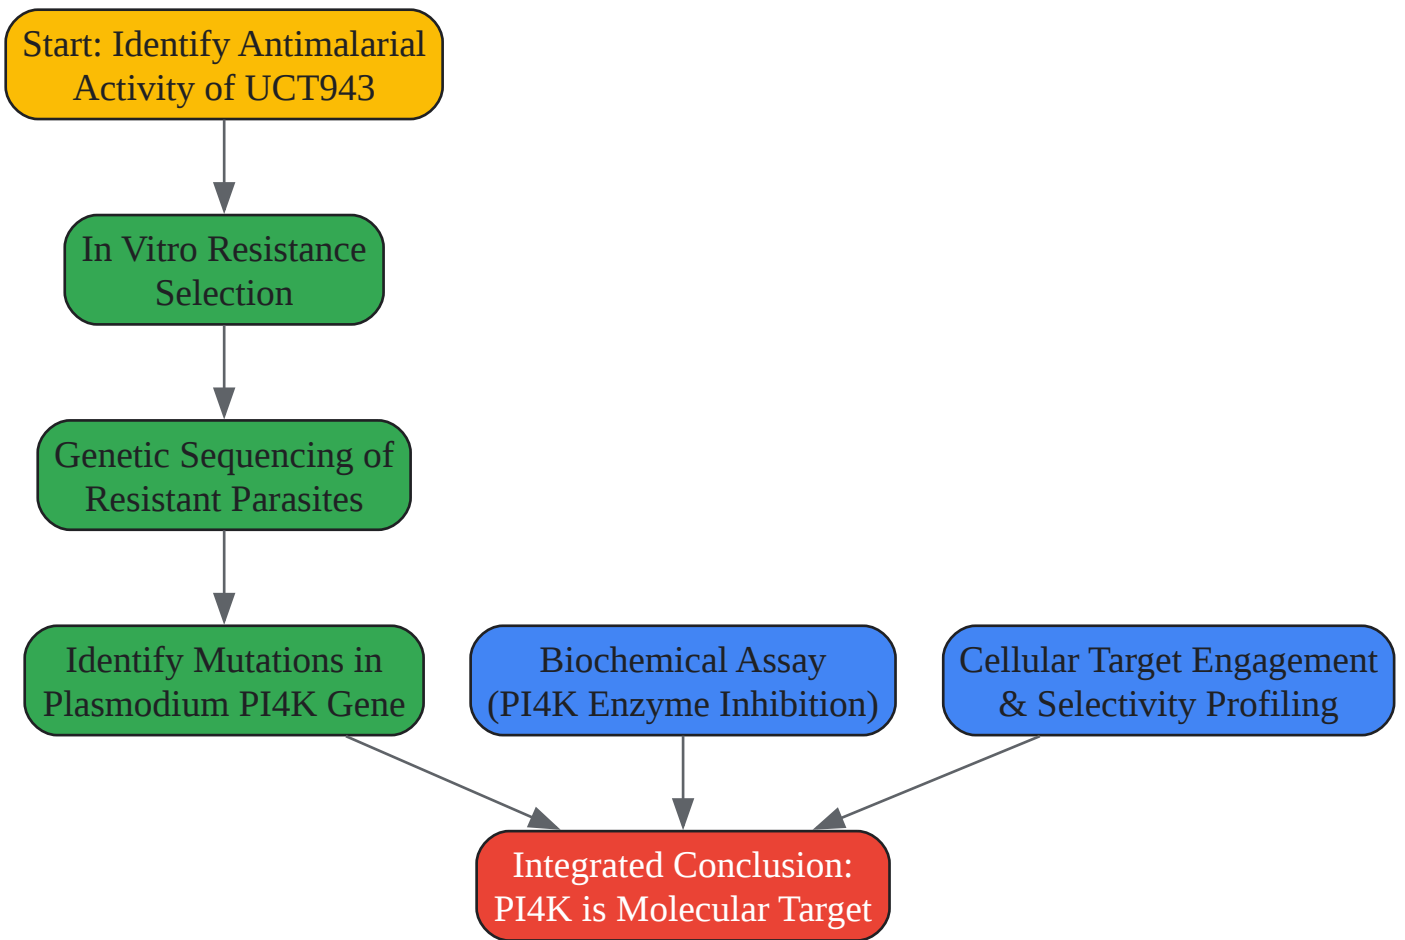 Start: Identify Antimalarial
Activity of UCT943
In Vitro Resistance
Selection
Genetic Sequencing of
Resistant Parasites
Identify Mutations in
Plasmodium PI4K Gene
Biochemical Assay
(PI4K Enzyme Inhibition)
Cellular Target Engagement
& Selectivity Profiling
Integrated Conclusion:
PI4K is Molecular Target